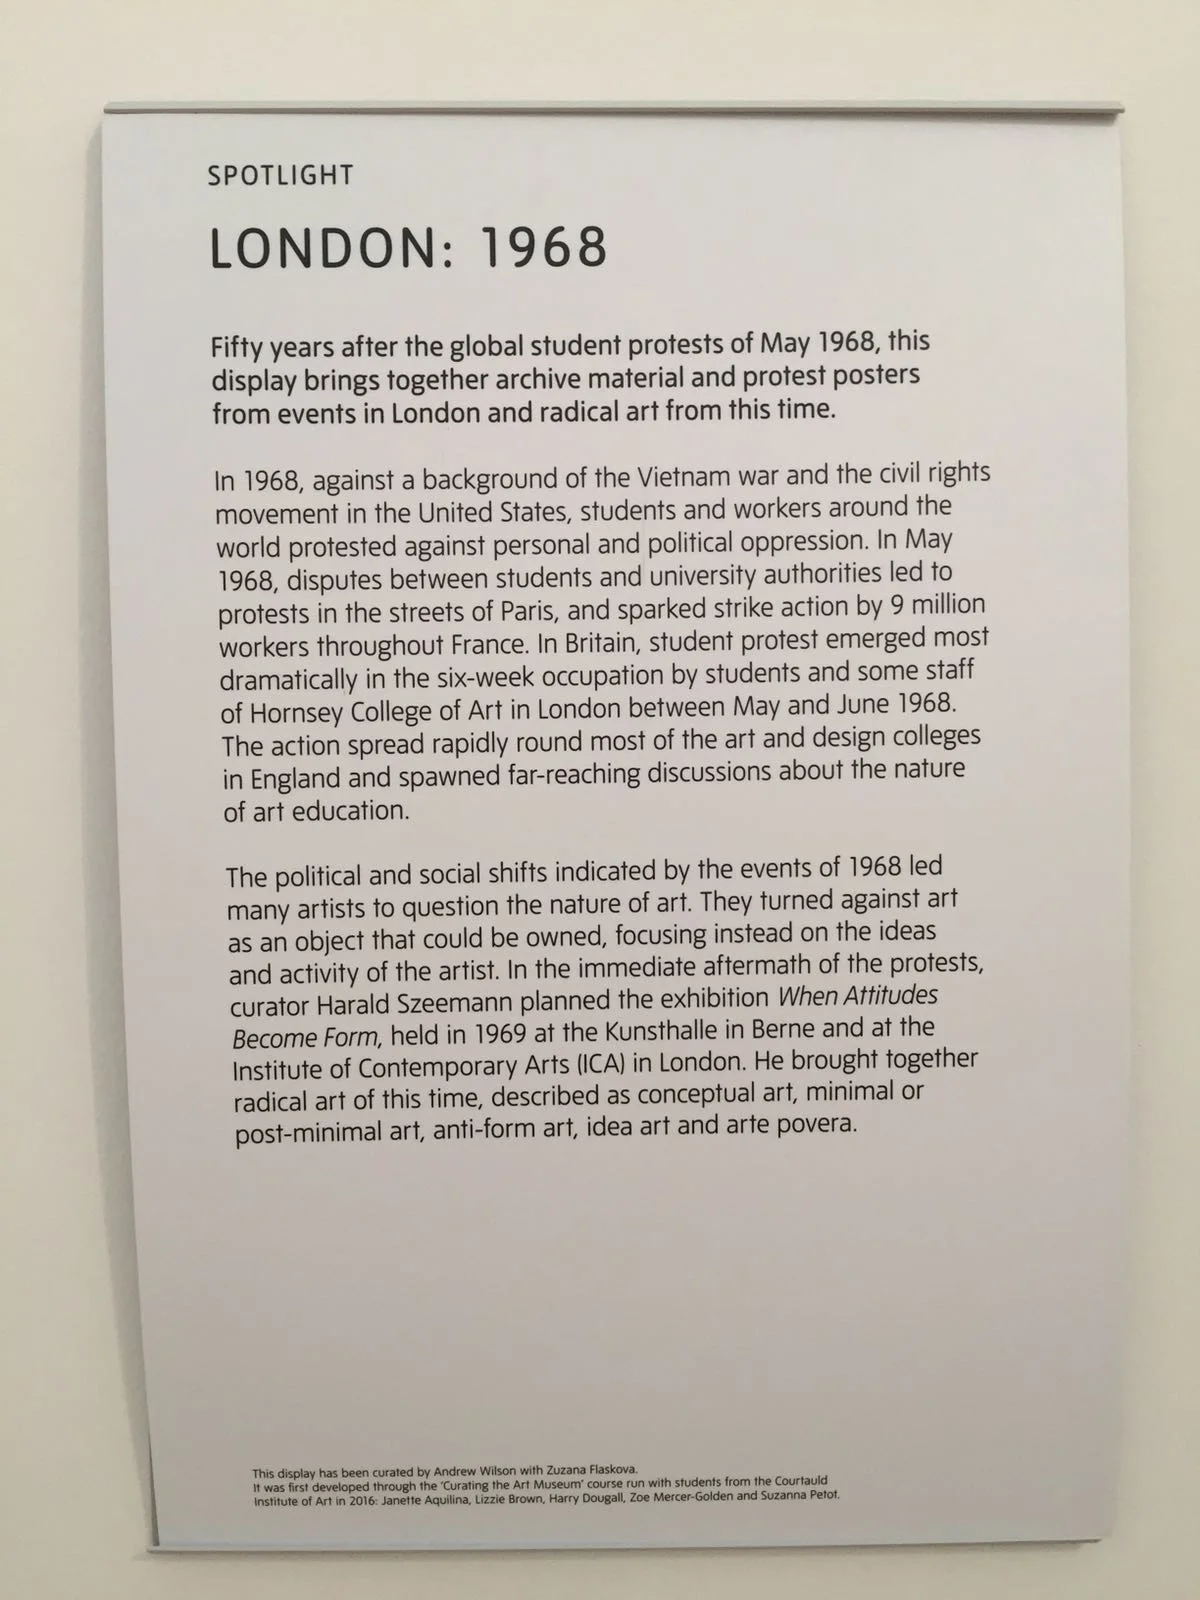 SPOTLIGHT
LONDON: 1968
Fifty years after the global student protests of May 1968, this
display brings together archive material and protest posters
from events in London and radical art from this time.
In 1968, against a background of the Vietnam war and the civil rights
movement in the United States, students and workers around the
world protested against personal and political oppression. In May
1968, disputes between students and university authorities led to
protests in the streets of Paris, and sparked strike action by 9 million
workers throughout France. In Britain, student protest emerged most
dramatically in the six-week occupation by students and some staff
of Hornsey College of Art in London between May and June 1968.
The action spread rapidly round most of the art and design colleges
in England and spawned far-reaching discussions about the nature
of art education.
The political and social shifts indicated by the events of 1968 led
many artists to question the nature of art. They turned against art
as an object that could be owned, focusing instead on the ideas
and activity of the artist. In the immediate aftermath of the protests,
curator Harald Szeemann planned the exhibition When Attitudes
Become Form, held in 1969 at the Kunsthalle in Berne and at the
Institute of Contemporary Arts (ICA) in London. He brought together
radical art of this time, described as conceptual art, minimal or
post-minimal art, anti-form art, idea art and arte povera.
This display has been curated by Andrew Wilson with Zuzana Flaskova.
It was first developed through the 'Curating the Art Museum' course run with students from the Courtauld
Institute of Art in 2016: Janette Aquilina, Lizzie Brown, Harry Dougall, Zoe Mercer-Golden and Suzanna Petot.